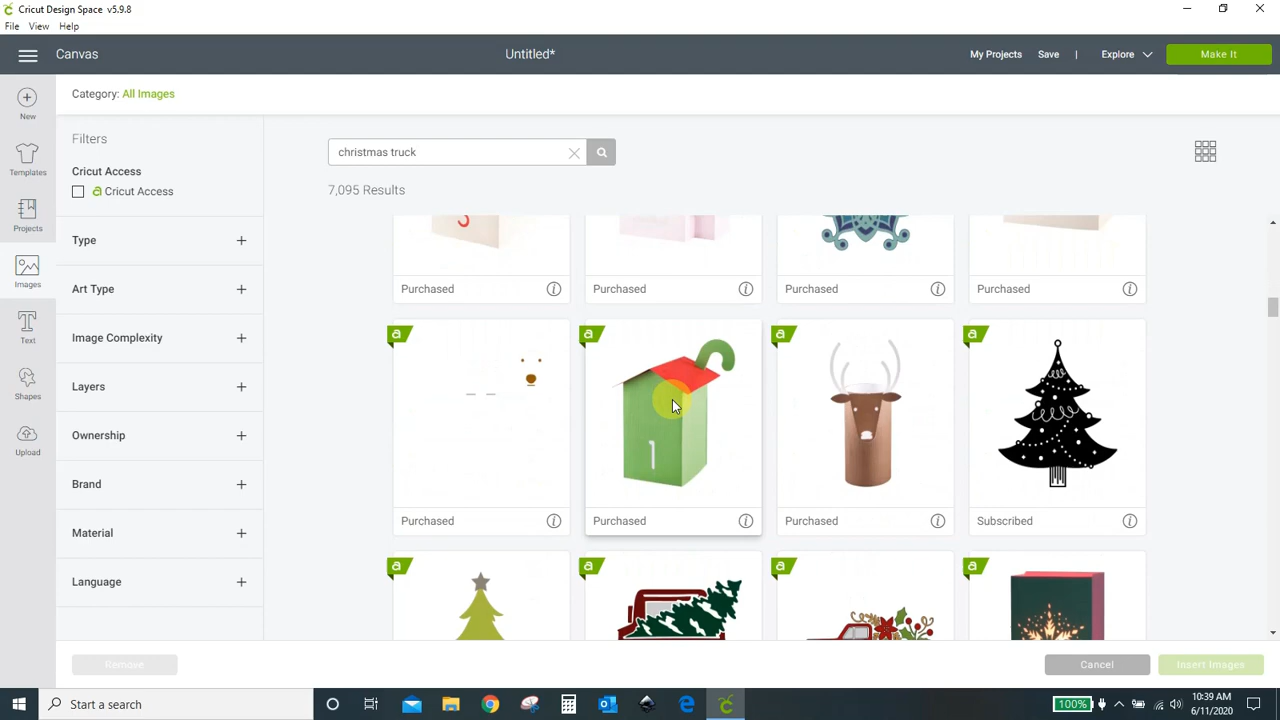 Cricut Design Space v5.9.8
File View Help
Canvas
Untitled*
My Projects Save | Explore Make It
New
Templates
Projects
Images
Text
Shapes
Upload
Category: All Images
Filters
Cricut Access
a Cricut Access
Type +
Art Type +
Image Complexity +
Layers +
Ownership +
Brand +
Material +
Language +
christmas truck
7,095 Results
3
Purchased
Purchased
Purchased
Purchased
a
a
a
a
1
Purchased
Purchased
Purchased
Subscribed
a
a
a
a
Remove
Cancel
Insert Images
Start a search
100%
10:39 AM
6/11/2020